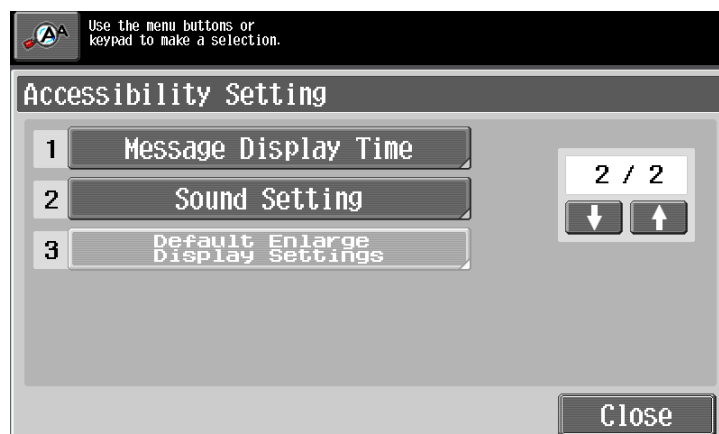 AA
Use the menu buttons or
keypad to make a selection.
Accessibility Setting
1 Message Display Time
2 / 2
2 Sound Setting
3 Default Enlarge
Display Settings
Close